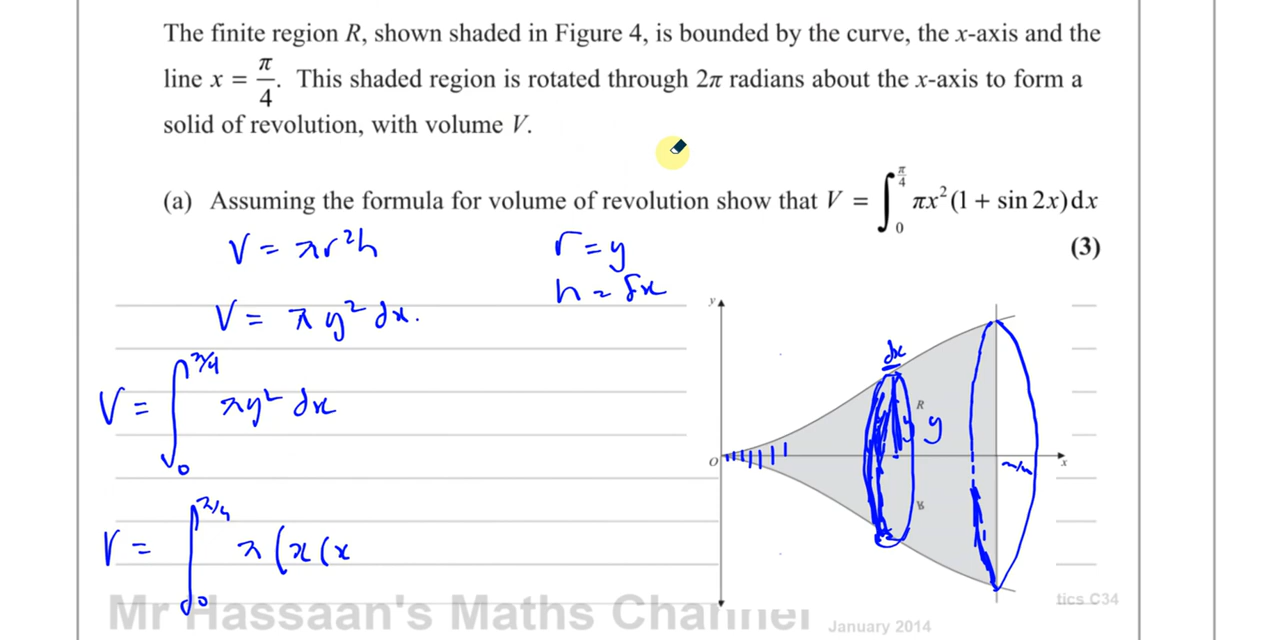 The finite region R, shown shaded in Figure 4, is bounded by the curve, the x-axis and the
line x = π/4. This shaded region is rotated through 2π radians about the x-axis to form a
solid of revolution, with volume V.
(a) Assuming the formula for volume of revolution show that V = ∫₀^(π/4) πx²(1 + sin 2x)dx
(3)
V = πr²h
r = y
h = δx
V = πy² dx.
V = ∫₀^(π/4) πy² dx
V = ∫₀^(π/4) π(x(x
y
dx
R
y
O
x
π/4
Mr Hassaan's Maths Channel
tics C34
January 2014